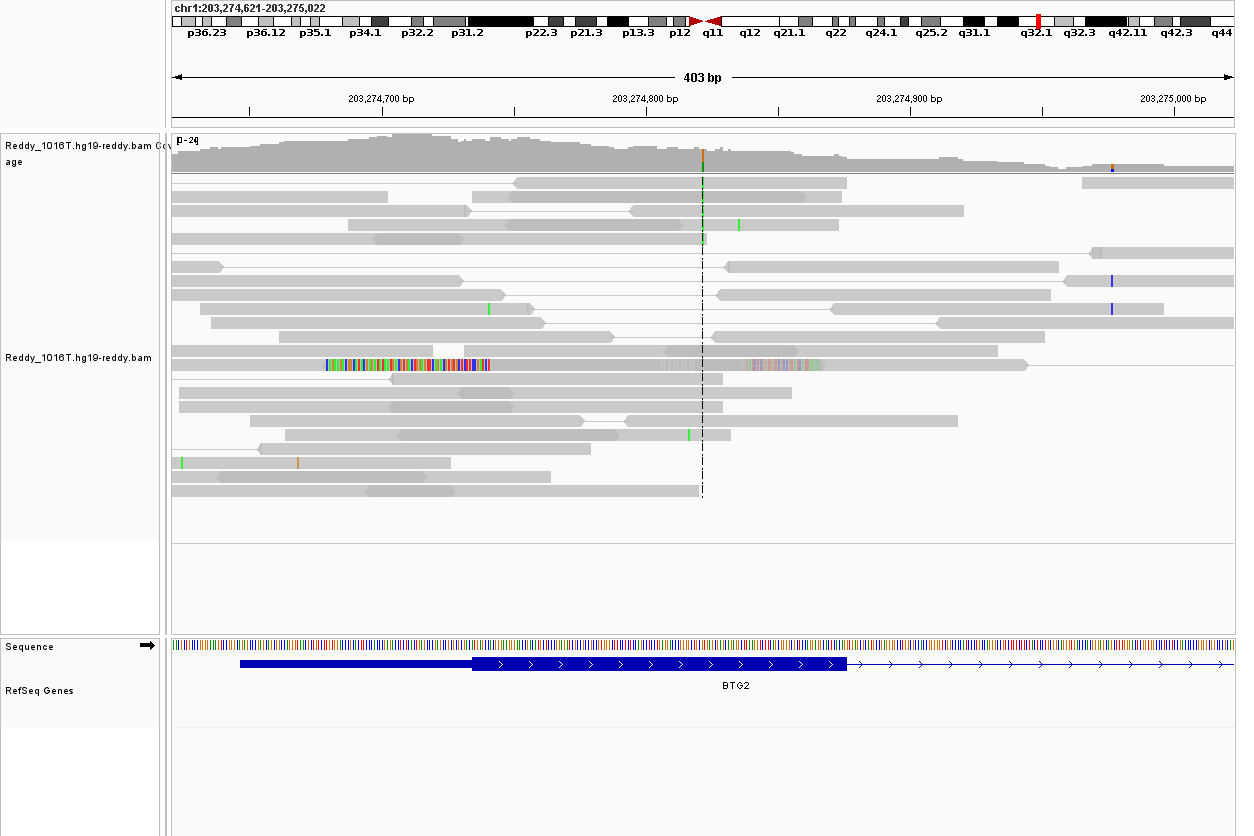 chr1:203,274,621-203,275,022
p36.23 p36.12 p35.1 p34.1 p32.2 p31.2 p22.3 p21.3 p13.3 p12 q11 q12 q21.1 q22 q24.1 q25.2 q31.1 q32.1 q32.3 q42.11 q42.3 q44
403 bp
203,274,700 bp 203,274,800 bp 203,274,900 bp 203,275,000 bp
[0-24]
Reddy_1016T.hg19-reddy.bam Cov
age
Reddy_1016T.hg19-reddy.bam
Sequence
RefSeq Genes
BTG2